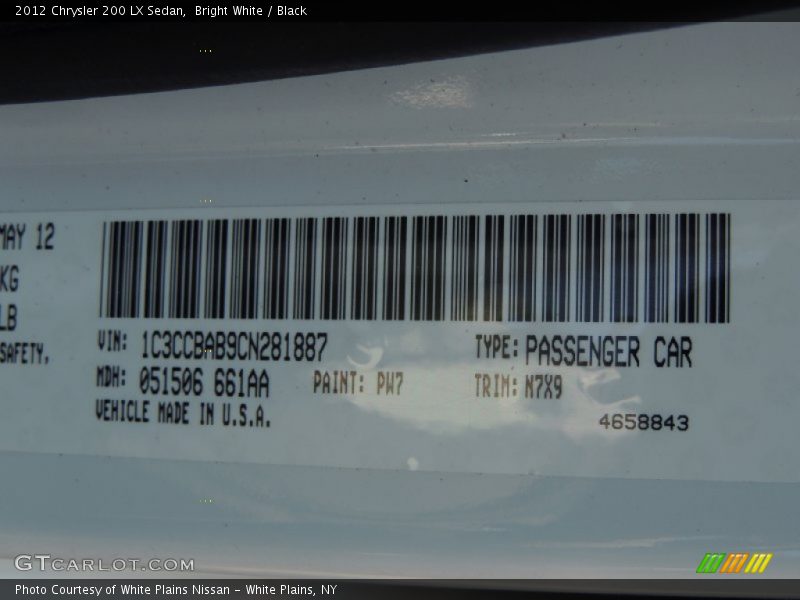 2012 Chrysler 200 LX Sedan, Bright White / Black
MAY 12
KG
LB
SAFETY.
VIN: 1C3CCBAB9CN281887
TYPE: PASSENGER CAR
MDH: 051506 661AA
PAINT: PW7
TRIM: N7X9
VEHICLE MADE IN U.S.A.
4658843
GTCARLOT.COM
Photo Courtesy of White Plains Nissan - White Plains, NY